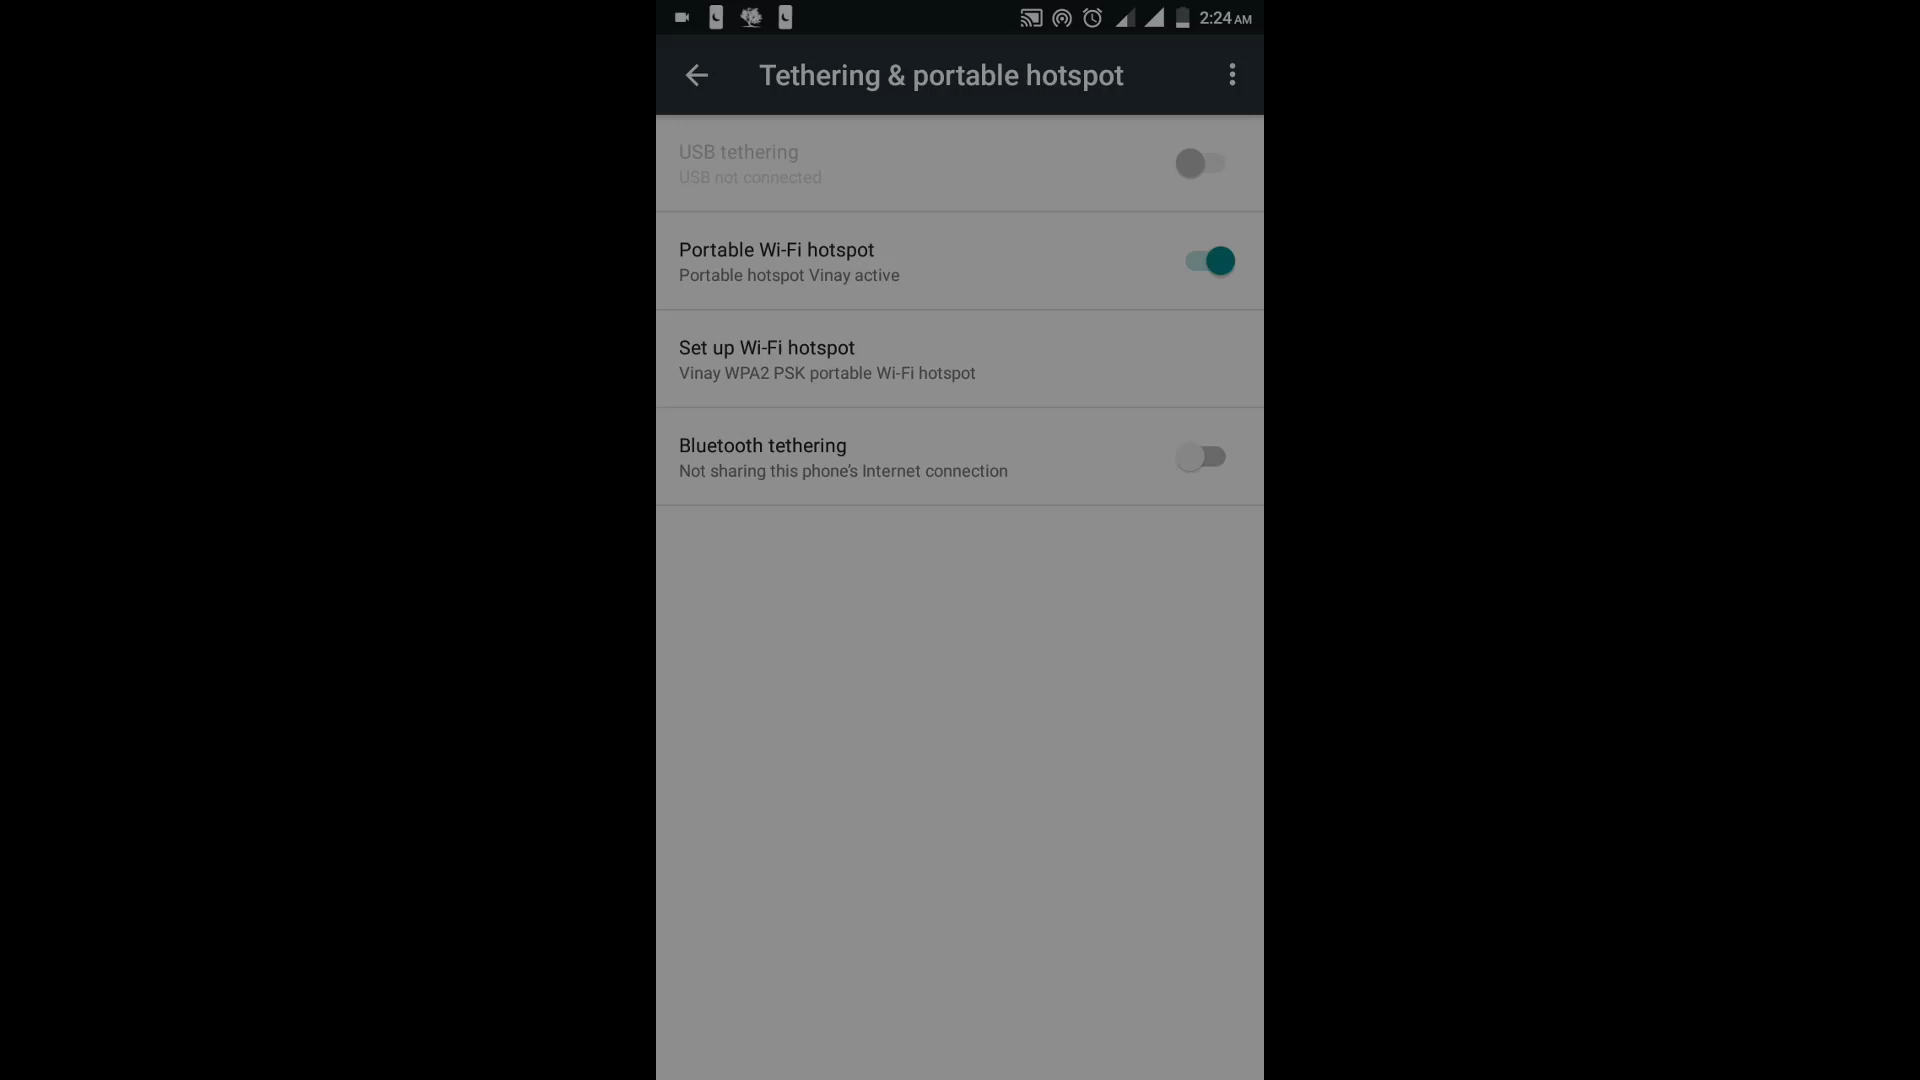 2:24 AM
Tethering & portable hotspot
USB tethering
USB not connected
Portable Wi-Fi hotspot
Portable hotspot Vinay active
Set up Wi-Fi hotspot
Vinay WPA2 PSK portable Wi-Fi hotspot
Bluetooth tethering
Not sharing this phone's Internet connection